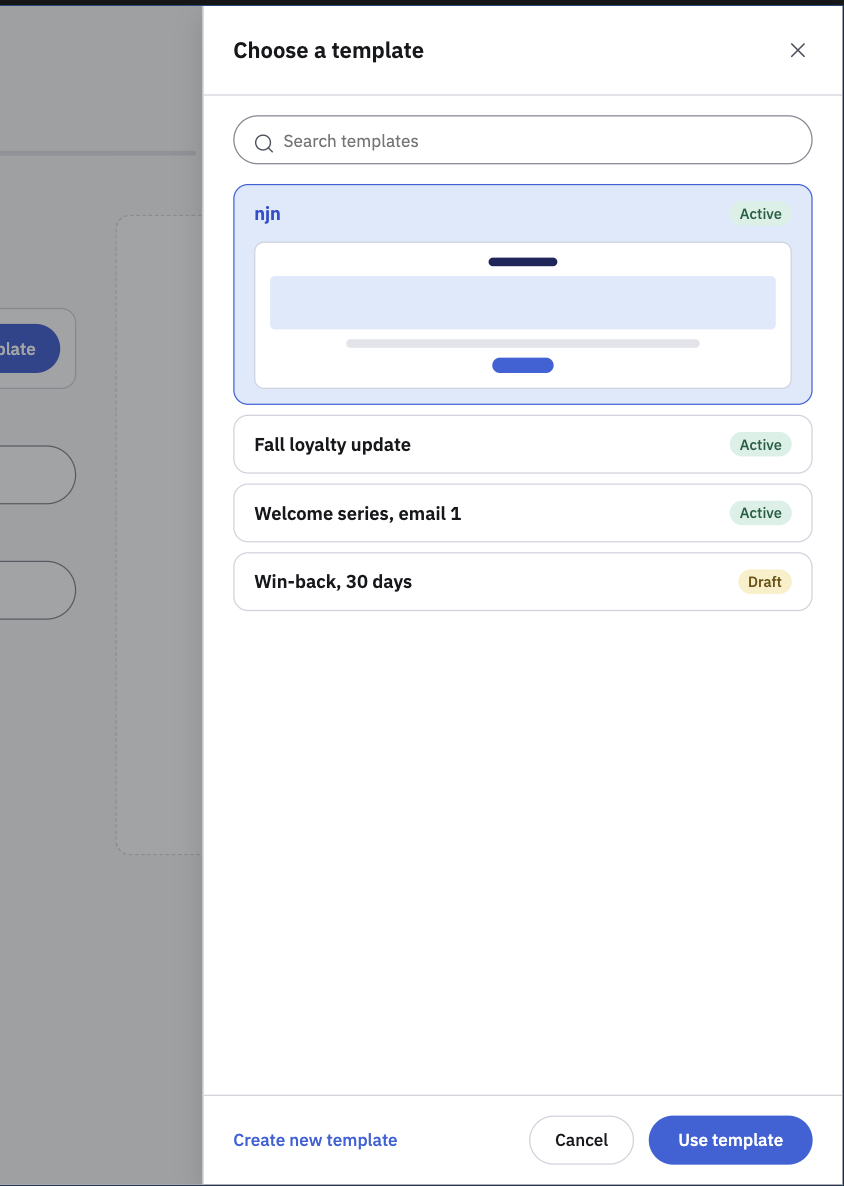 Choose a template
Search templates
njn
Active
plate
Fall loyalty update
Active
Welcome series, email 1
Active
Win-back, 30 days
Draft
Create new template
Cancel
Use template